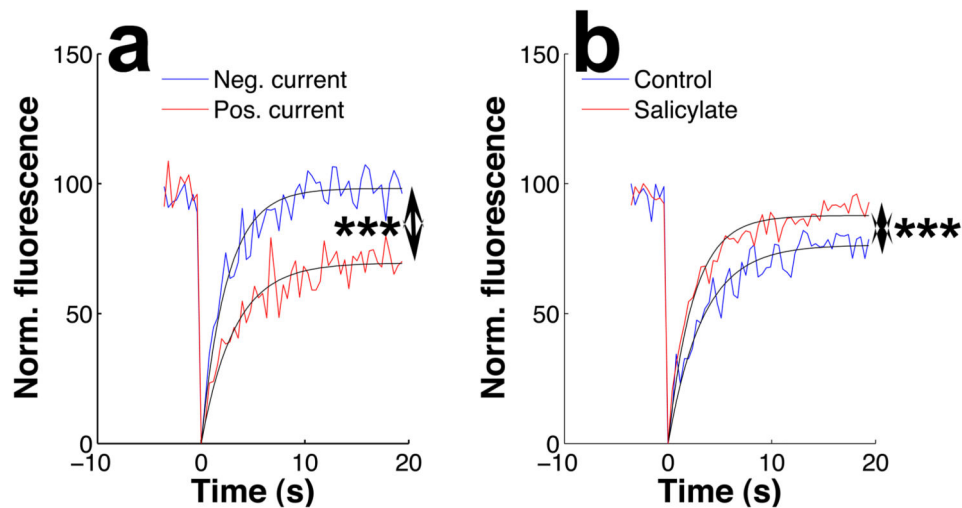 a
150
100
50
0
Norm. fluorescence
Neg. current
Pos. current
***
−10
0
10
20
Time (s)
b
150
100
50
0
Norm. fluorescence
Control
Salicylate
***
−10
0
10
20
Time (s)